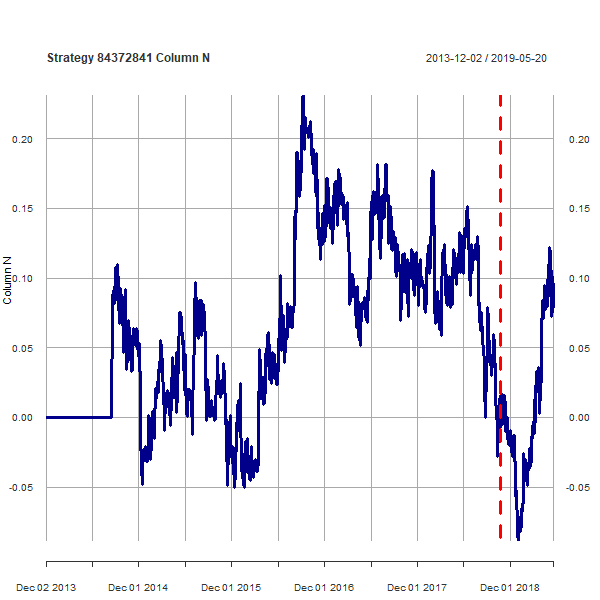 Strategy 84372841 Column N
2013-12-02 / 2019-05-20
0.20
0.20
0.15
0.15
0.10
0.10
0.05
0.05
0.00
0.00
-0.05
-0.05
Column N
Dec 02 2013
Dec 01 2014
Dec 01 2015
Dec 01 2016
Dec 01 2017
Dec 01 2018